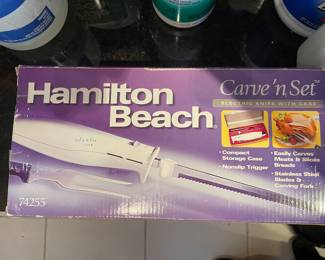 Carve 'n Set™
ELECTRIC KNIFE WITH CASE
Hamilton
Beach
• Compact
Storage Case
• Nonslip Trigger
• Easily Carves
Meats & Slices
Breads
• Stainless Steel
Blades &
Carving Fork
74255